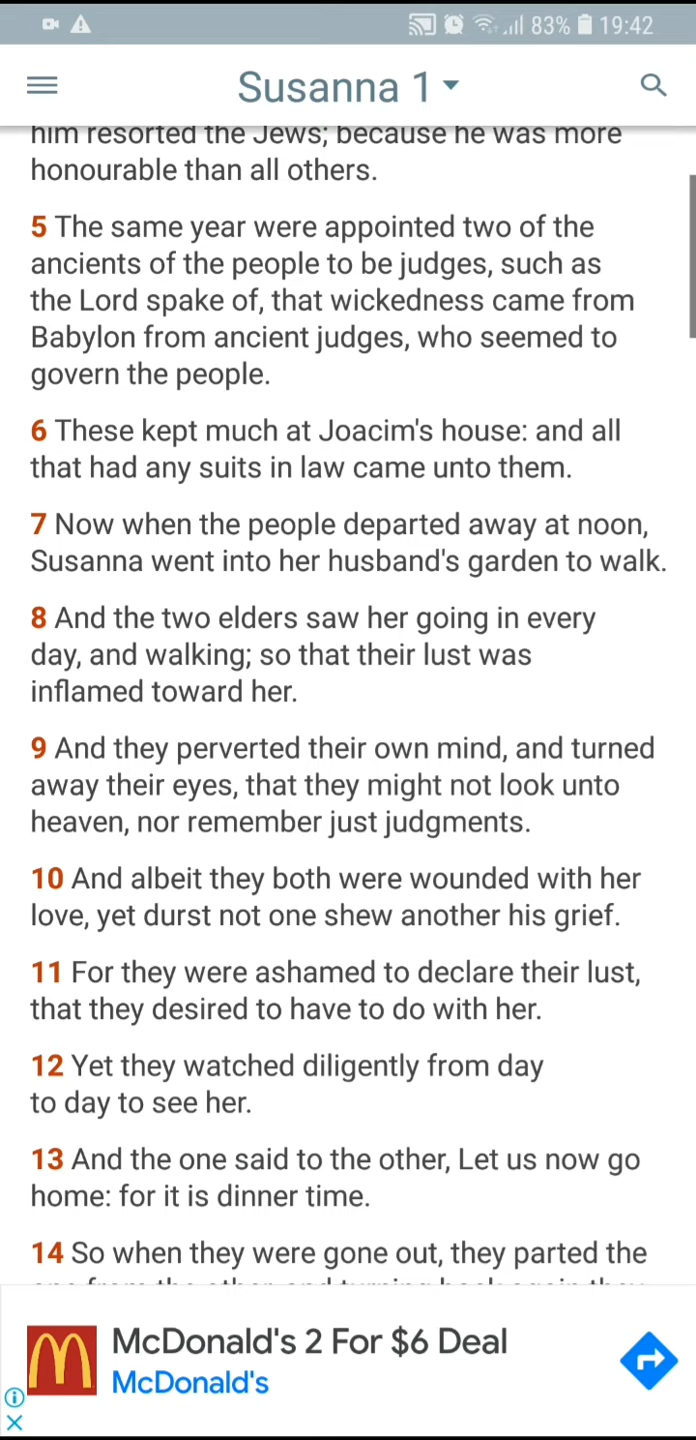 83% 19:42
Susanna 1
him resorted the Jews; because he was more
honourable than all others.
5 The same year were appointed two of the
ancients of the people to be judges, such as
the Lord spake of, that wickedness came from
Babylon from ancient judges, who seemed to
govern the people.
6 These kept much at Joacim's house: and all
that had any suits in law came unto them.
7 Now when the people departed away at noon,
Susanna went into her husband's garden to walk.
8 And the two elders saw her going in every
day, and walking; so that their lust was
inflamed toward her.
9 And they perverted their own mind, and turned
away their eyes, that they might not look unto
heaven, nor remember just judgments.
10 And albeit they both were wounded with her
love, yet durst not one shew another his grief.
11 For they were ashamed to declare their lust,
that they desired to have to do with her.
12 Yet they watched diligently from day
to day to see her.
13 And the one said to the other, Let us now go
home: for it is dinner time.
14 So when they were gone out, they parted the
McDonald's 2 For $6 Deal
McDonald's